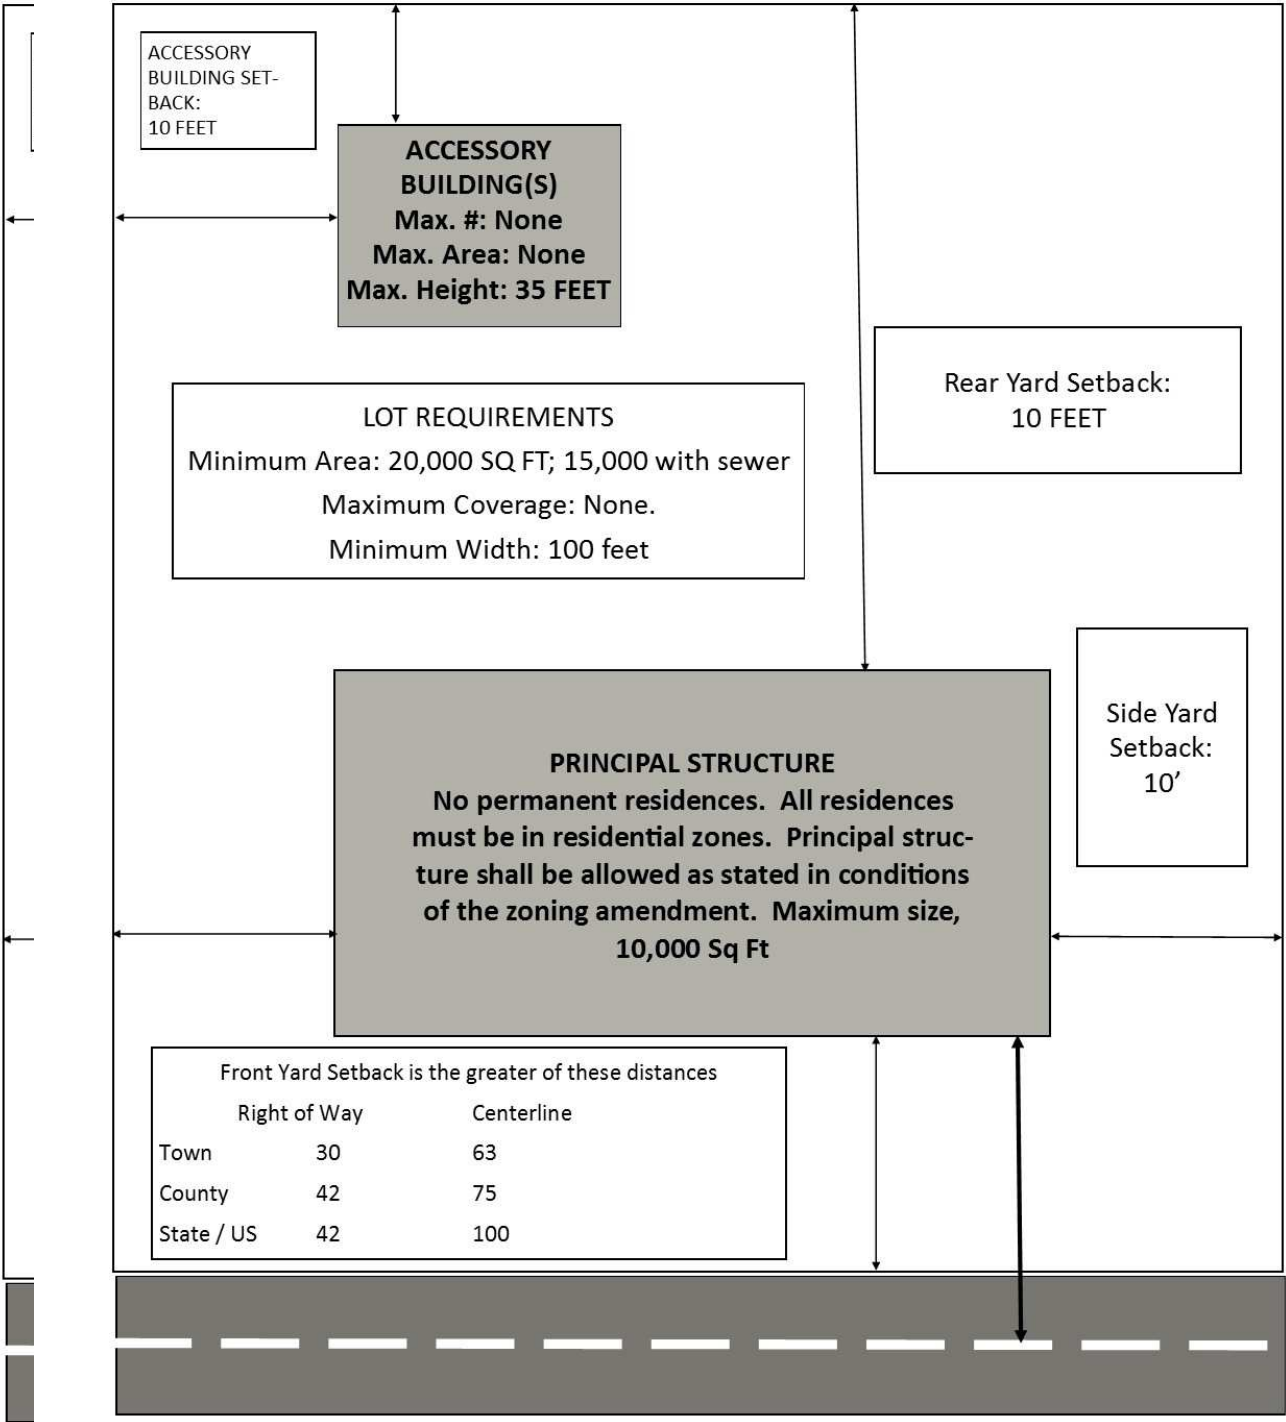 ACCESSORY
BUILDING SET-
BACK:
10 FEET
ACCESSORY
BUILDING(S)
Max. #: None
Max. Area: None
Max. Height: 35 FEET
Rear Yard Setback:
10 FEET
LOT REQUIREMENTS
Minimum Area: 20,000 SQ FT; 15,000 with sewer
Maximum Coverage: None.
Minimum Width: 100 feet
Side Yard
Setback:
10’
PRINCIPAL STRUCTURE
No permanent residences.  All residences
must be in residential zones.  Principal struc-
ture shall be allowed as stated in conditions
of the zoning amendment.  Maximum size,
10,000 Sq Ft
Front Yard Setback is the greater of these distances
Right of Way Centerline
Town 30 63
County 42 75
State / US 42 100